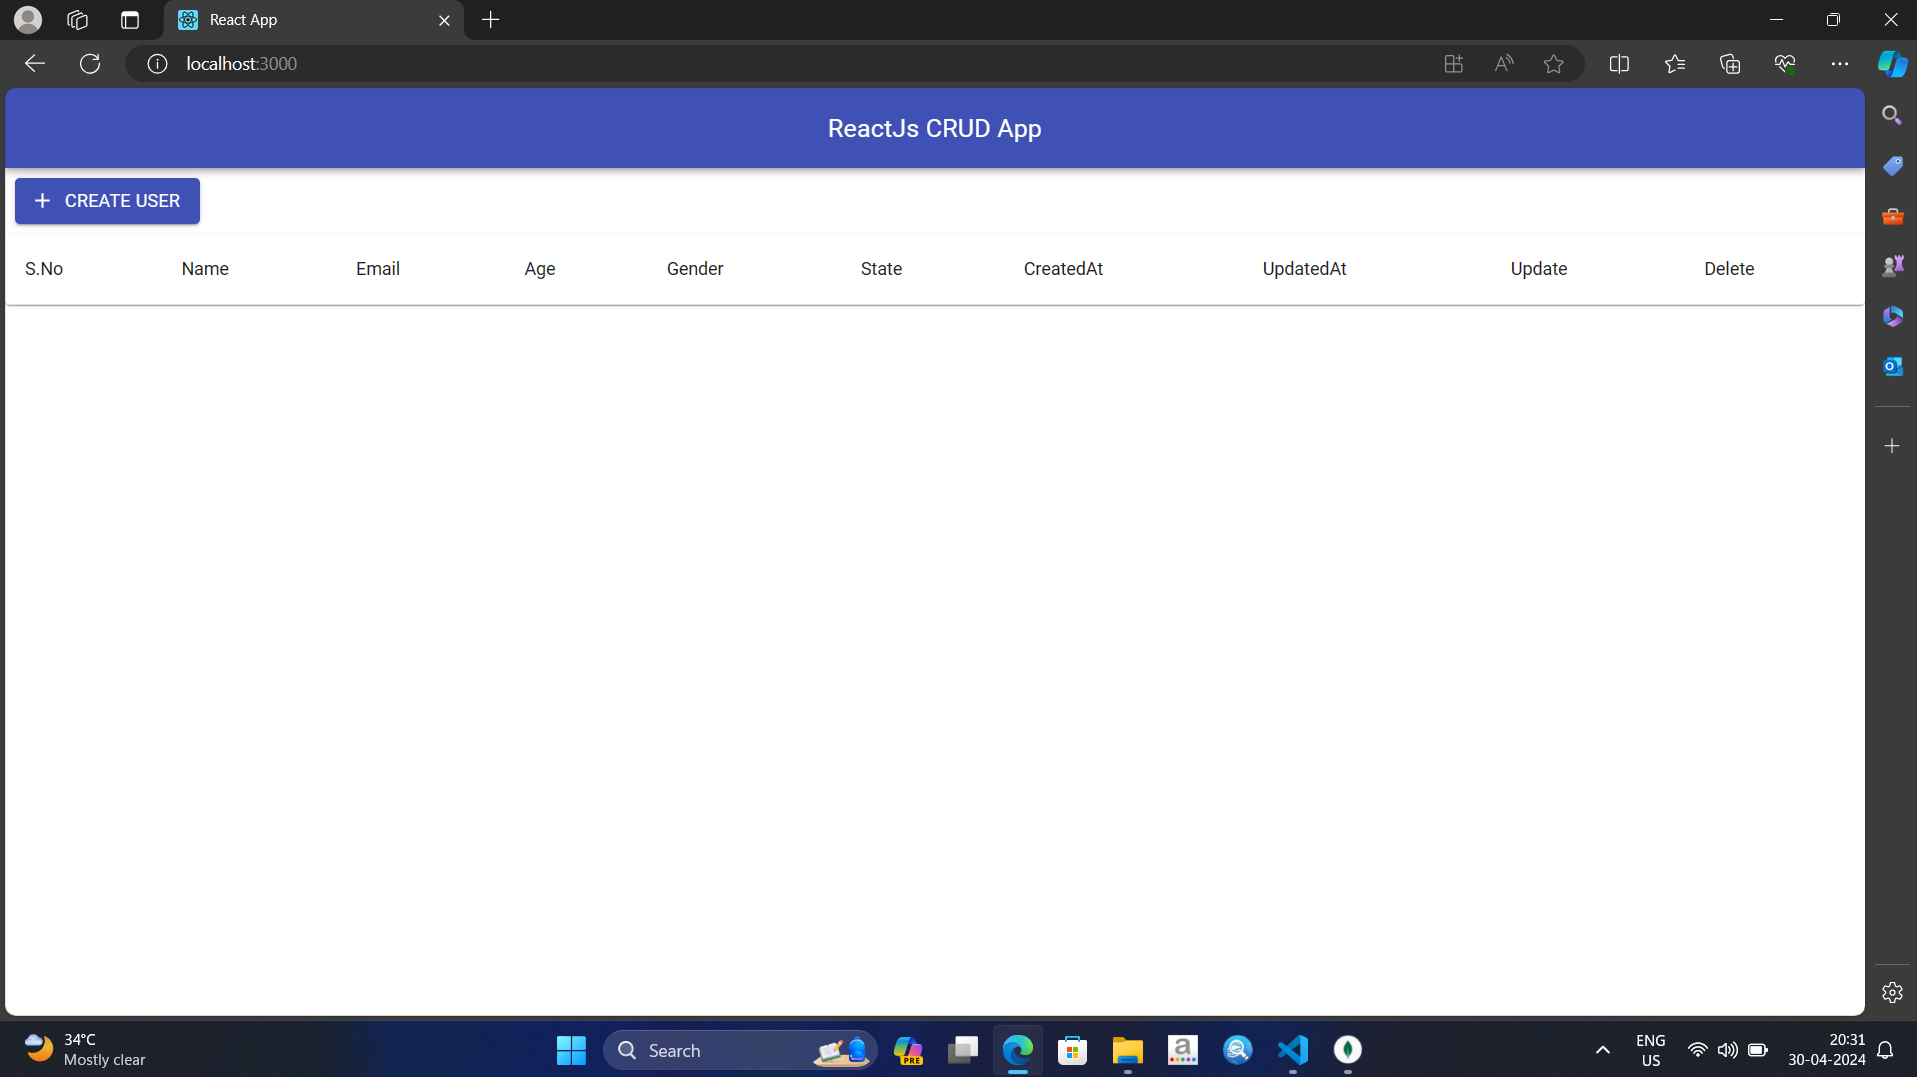 React App
localhost:3000
ReactJs CRUD App
+ CREATE USER
S.No Name Email Age Gender State CreatedAt UpdatedAt Update Delete
34°C
Mostly clear
Search
PRE
a
ENG
US
20:31
30-04-2024